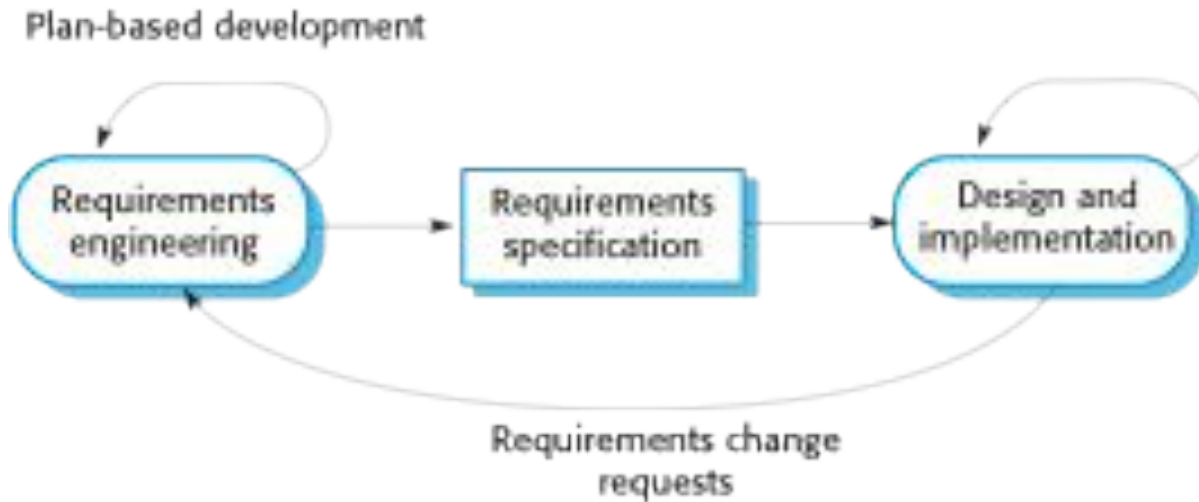 Plan-based development
Requirements
engineering
Requirements
specification
Design and
implementation
Requirements change
requests